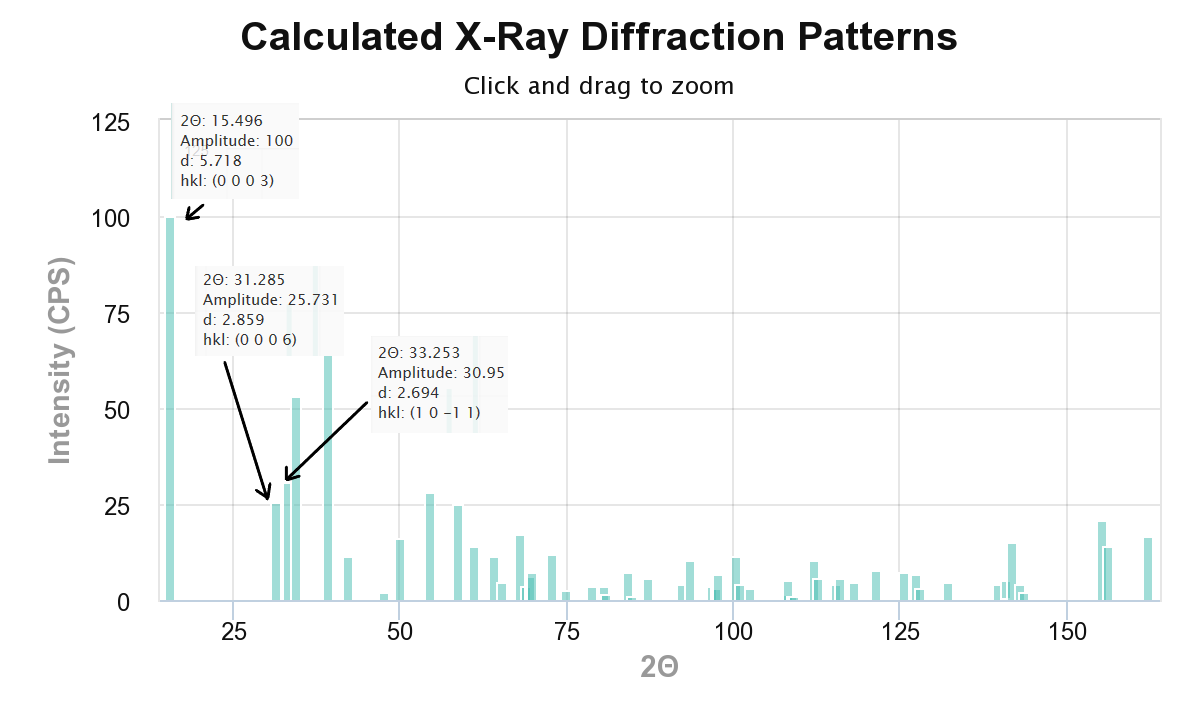 Calculated X-Ray Diffraction Patterns
Click and drag to zoom
2Θ: 15.496
Amplitude: 100
d: 5.718
hkl: (0 0 0 3)
2Θ: 31.285
Amplitude: 25.731
d: 2.859
hkl: (0 0 0 6)
2Θ: 33.253
Amplitude: 30.95
d: 2.694
hkl: (1 0 −1 1)
Intensity (CPS)
125
100
75
50
25
0
25 50 75 100 125 150
2Θ